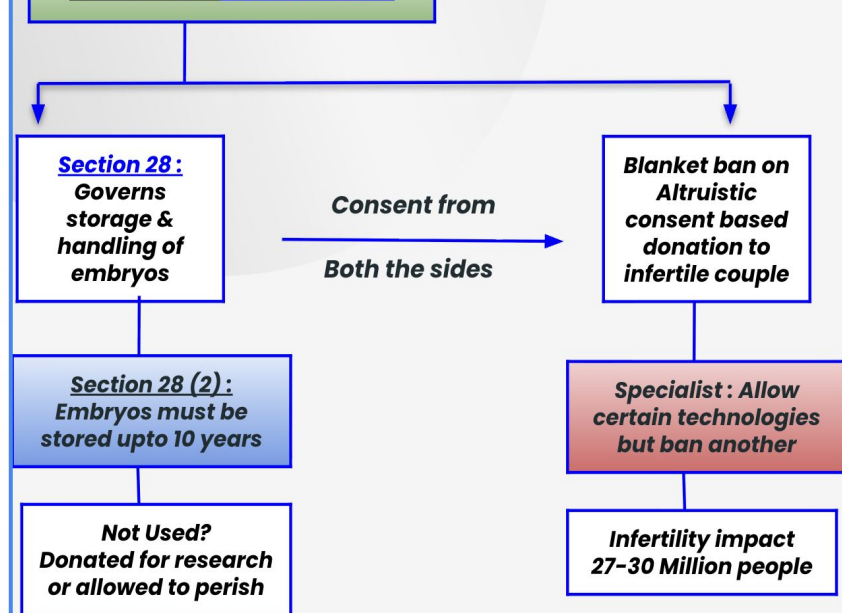 Section 28 :
Governs
storage &
handling of
embryos
Consent from
Both the sides
Blanket ban on
Altruistic
consent based
donation to
infertile couple
Section 28 (2) :
Embryos must be
stored upto 10 years
Specialist : Allow
certain technologies
but ban another
Not Used?
Donated for research
or allowed to perish
Infertility impact
27-30 Million people